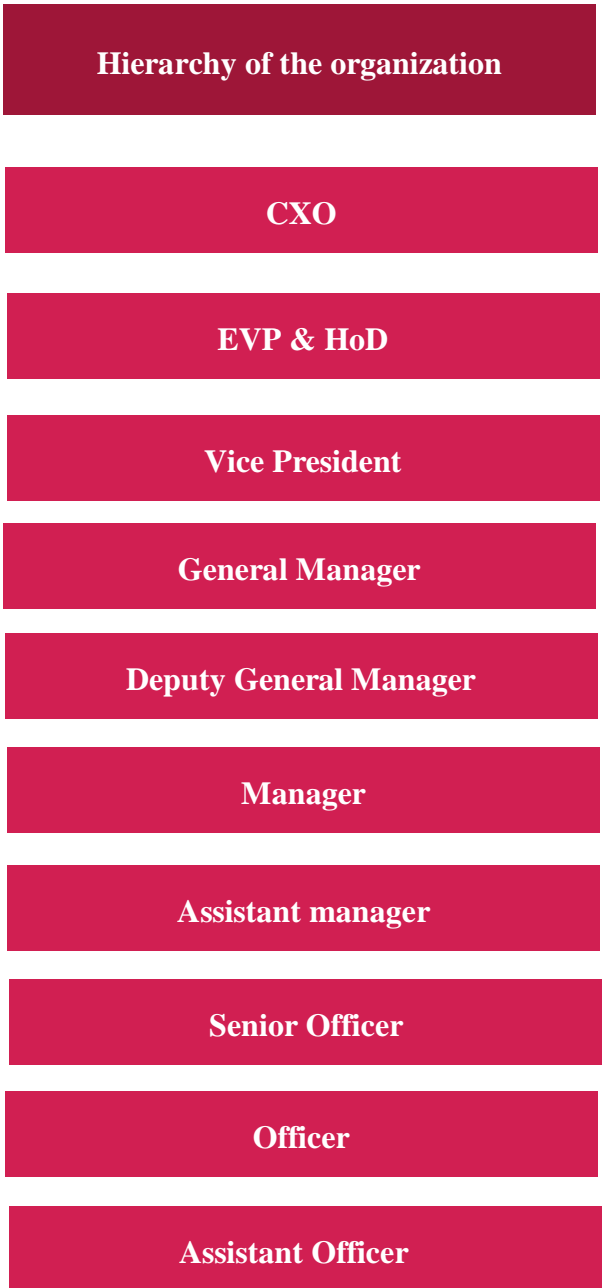 Hierarchy of the organization
CXO
EVP & HoD
Vice President
General Manager
Deputy General Manager
Manager
Assistant manager
Senior Officer
Officer
Assistant Officer